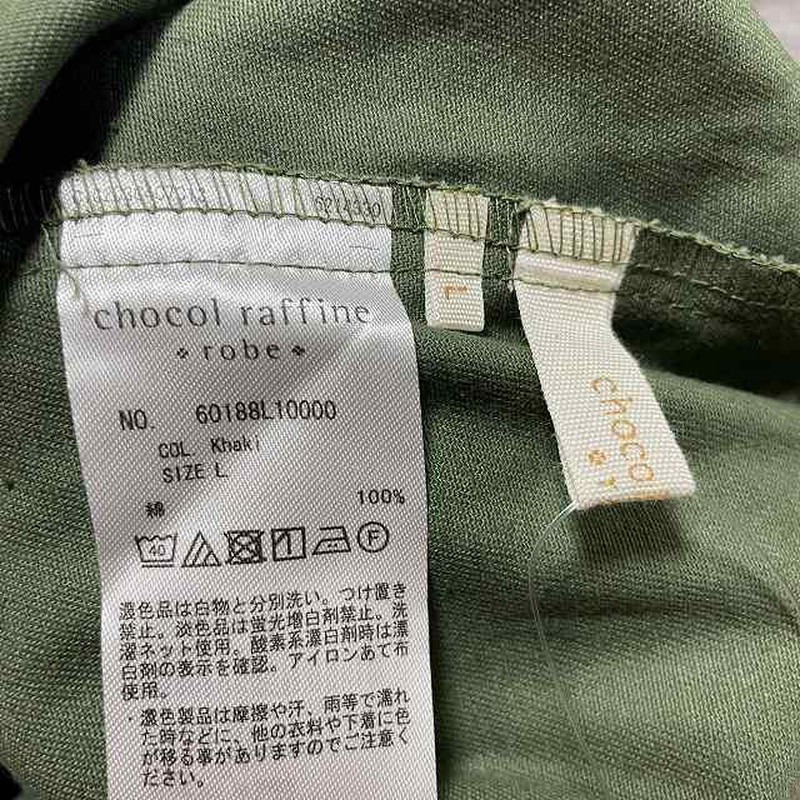 chocol raffine
robe
NO. 60188L10000
COL. Khaki
SIZE L
綿 100%
40
F
濃色品は白物と分別洗い。つけ置き
禁止。淡色品は蛍光増白剤禁止。洗
濯ネット使用。酸素系漂白剤時は漂
白剤の表示を確認。アイロンあて布
使用。
・濃色製品は摩擦や汗、雨等で濡れ
た時などに、他の衣料や下着に色
が移る事がありますのでご注意く
ださい。
L
choco